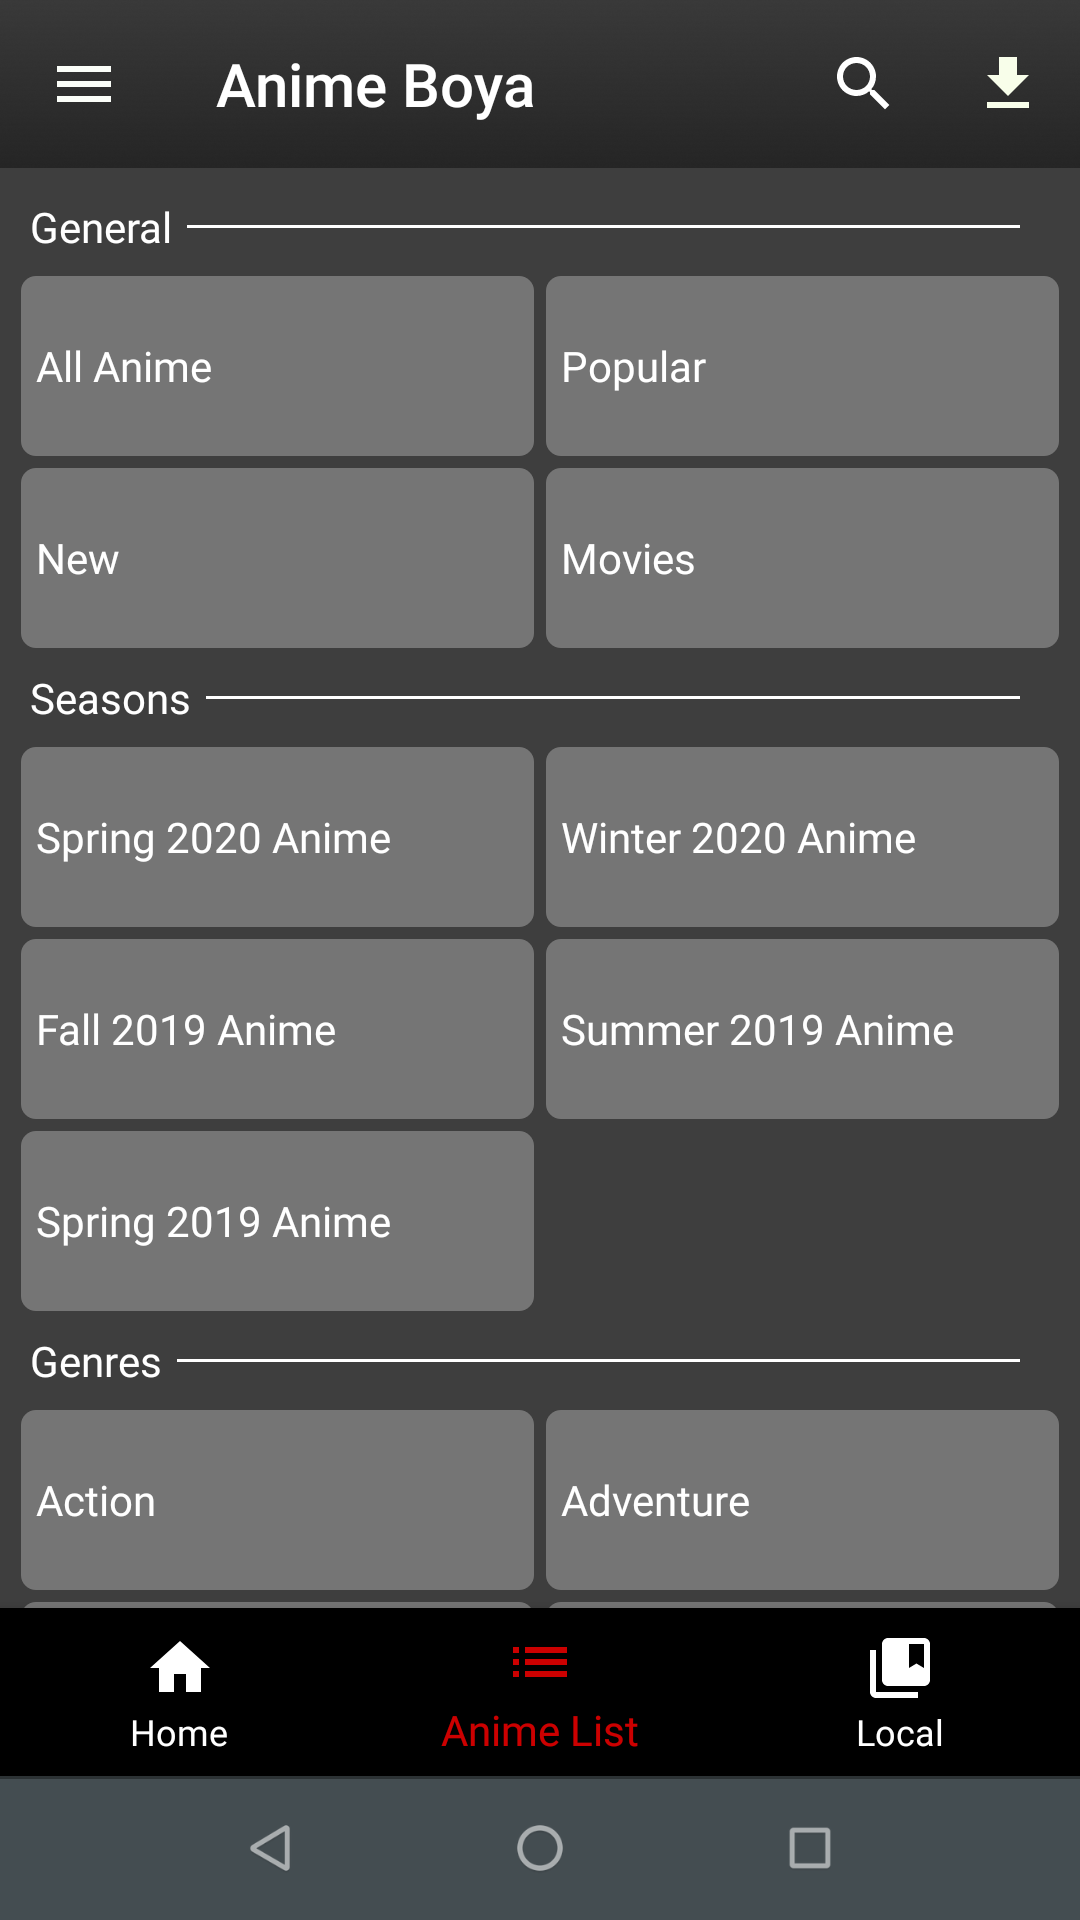 Anime Boya
General
All Anime
Popular
New
Movies
Seasons
Spring 2020 Anime
Winter 2020 Anime
Fall 2019 Anime
Summer 2019 Anime
Spring 2019 Anime
Genres
Action
Adventure
Home
Anime List
Local